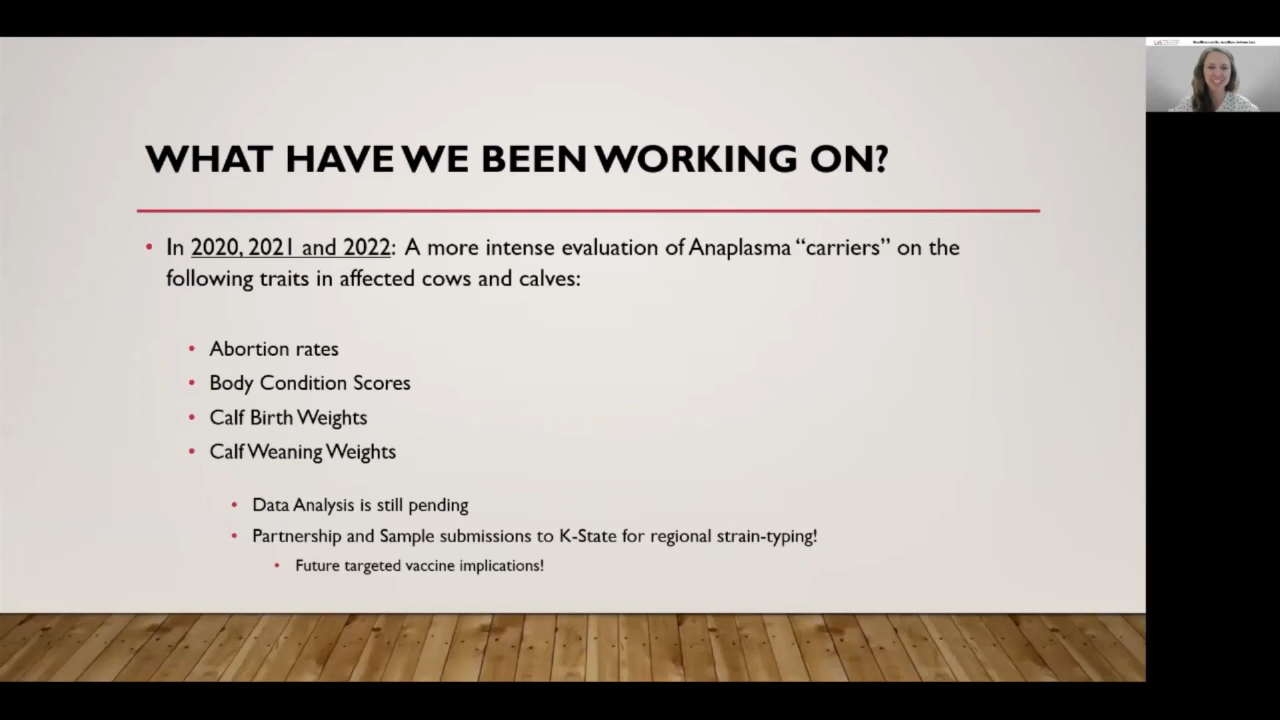 WHAT HAVE WE BEEN WORKING ON?
• In 2020, 2021 and 2022: A more intense evaluation of Anaplasma “carriers” on the
following traits in affected cows and calves:
• Abortion rates
• Body Condition Scores
• Calf Birth Weights
• Calf Weaning Weights
• Data Analysis is still pending
• Partnership and Sample submissions to K-State for regional strain-typing!
• Future targeted vaccine implications!